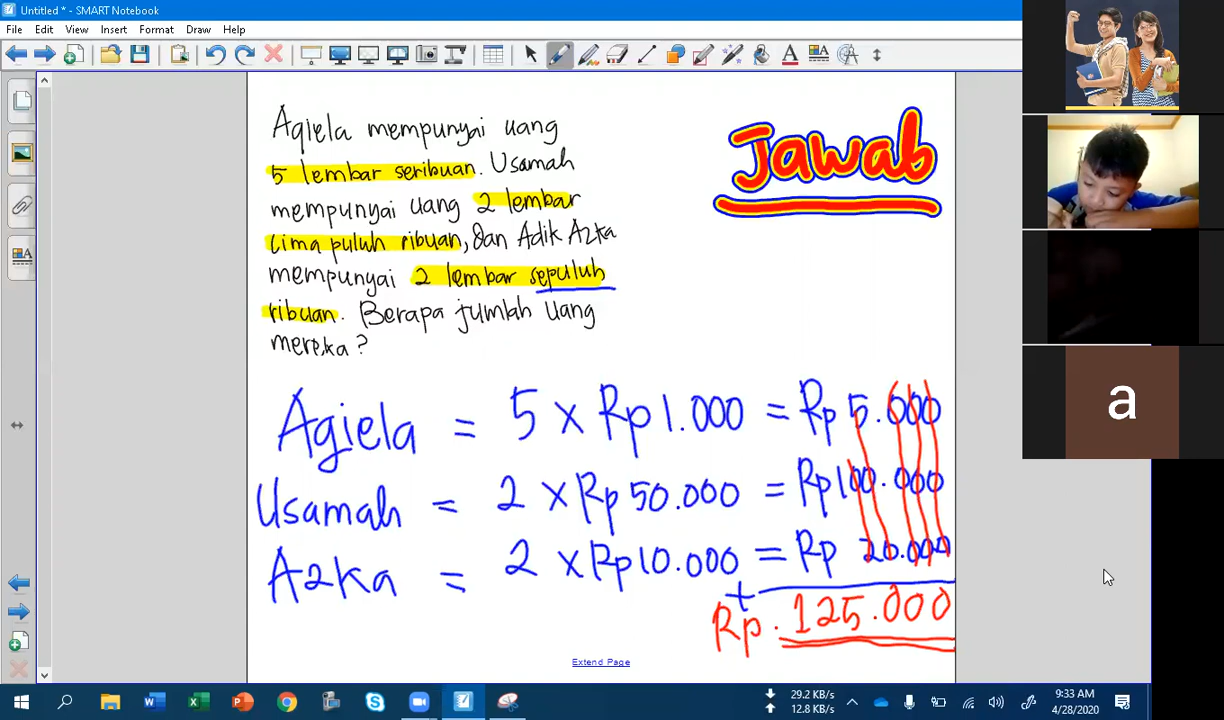 Untitled * - SMART Notebook
File Edit View Insert Format Draw Help
Jawab
Aqiela mempunyai uang
5 lembar seribuan. Usamah
mempunyai uang 2 lembar
lima puluh ribuan, dan Adik Azka
mempunyai 2 lembar sepuluh
ribuan. Berapa jumlah uang
mereka?
Aqiela = 5 x Rp 1.000 = Rp 5.000
Usamah = 2 x Rp 50.000 = Rp 100.000
Azka = 2 x Rp 10.000 = Rp 20.000
+
Rp. 125.000
Extend Page
a
29.2 KB/s
12.8 KB/s
9:33 AM
4/28/2020